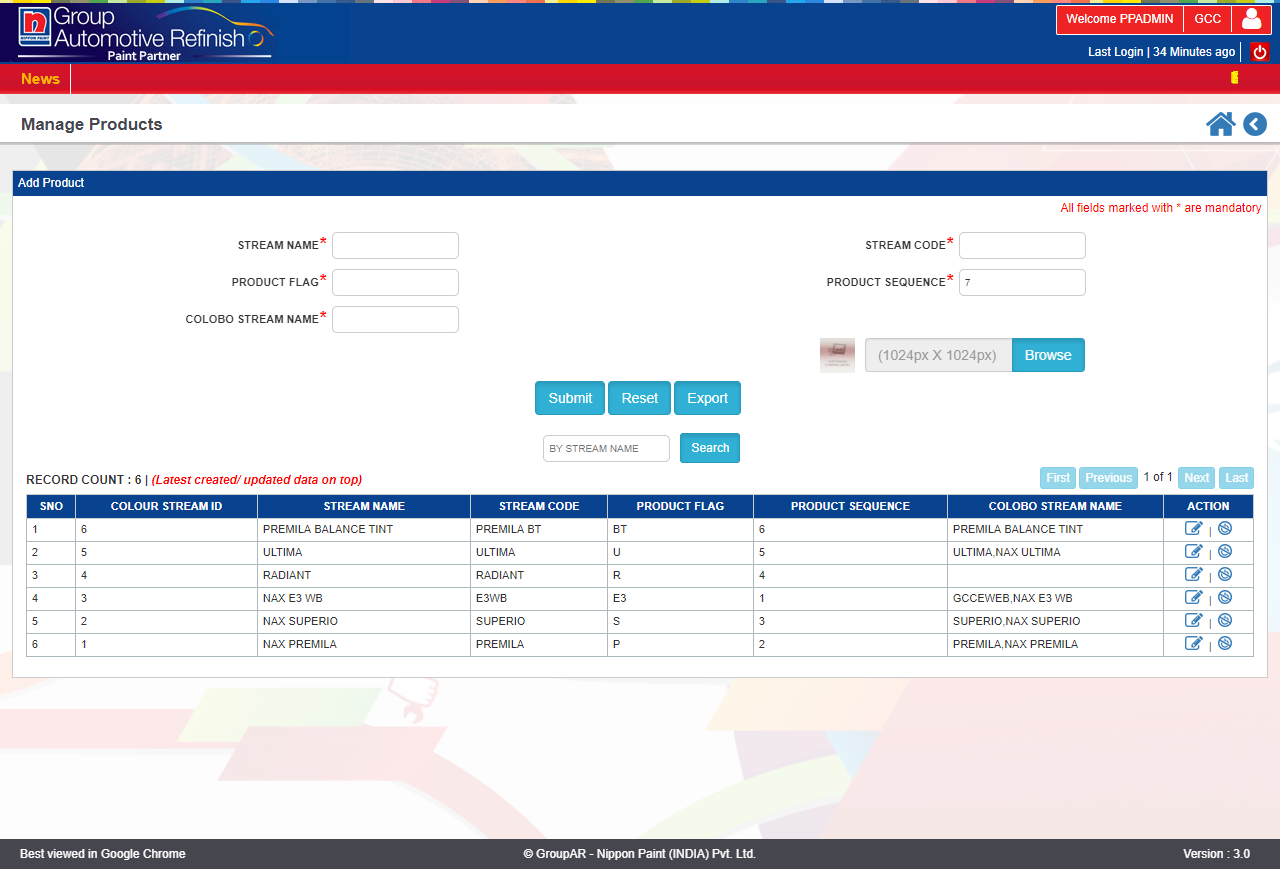 Group
Automotive Refinish
NIPPON PAINT
Paint Partner
Welcome PPADMIN GCC
Last Login | 34 Minutes ago
News
Manage Products
Add Product
All fields marked with * are mandatory
STREAM NAME* STREAM CODE*
PRODUCT FLAG* PRODUCT SEQUENCE* 7
COLOBO STREAM NAME*
(1024px X 1024px) Browse
Submit Reset Export
BY STREAM NAME Search
RECORD COUNT : 6 | (Latest created/ updated data on top) First Previous 1 of 1 Next Last
SNO COLOUR STREAM ID STREAM NAME STREAM CODE PRODUCT FLAG PRODUCT SEQUENCE COLOBO STREAM NAME ACTION
1 6 PREMILA BALANCE TINT PREMILA BT BT 6 PREMILA BALANCE TINT |
2 5 ULTIMA ULTIMA U 5 ULTIMA,NAX ULTIMA |
3 4 RADIANT RADIANT R 4 |
4 3 NAX E3 WB E3WB E3 1 GCCEWEB,NAX E3 WB |
5 2 NAX SUPERIO SUPERIO S 3 SUPERIO,NAX SUPERIO |
6 1 NAX PREMILA PREMILA P 2 PREMILA,NAX PREMILA |
Best viewed in Google Chrome © GroupAR - Nippon Paint (INDIA) Pvt. Ltd. Version : 3.0